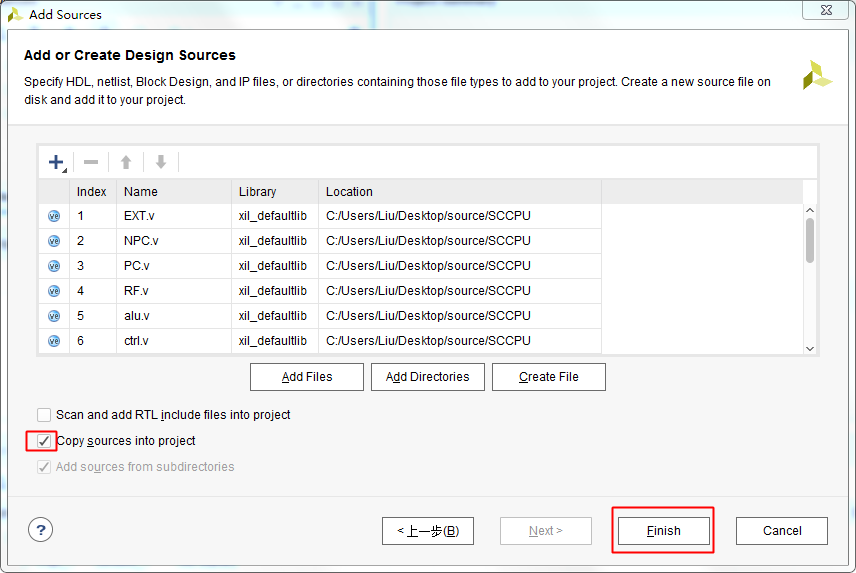 Add Sources
Add or Create Design Sources
Specify HDL, netlist, Block Design, and IP files, or directories containing those file types to add to your project. Create a new source file on
disk and add it to your project.
Index Name Library Location
1 EXT.v xil_defaultlib C:/Users/Liu/Desktop/source/SCCPU
2 NPC.v xil_defaultlib C:/Users/Liu/Desktop/source/SCCPU
3 PC.v xil_defaultlib C:/Users/Liu/Desktop/source/SCCPU
4 RF.v xil_defaultlib C:/Users/Liu/Desktop/source/SCCPU
5 alu.v xil_defaultlib C:/Users/Liu/Desktop/source/SCCPU
6 ctrl.v xil_defaultlib C:/Users/Liu/Desktop/source/SCCPU
Add Files Add Directories Create File
Scan and add RTL include files into project
Copy sources into project
Add sources from subdirectories
? < 上一步(B) Next > Finish Cancel